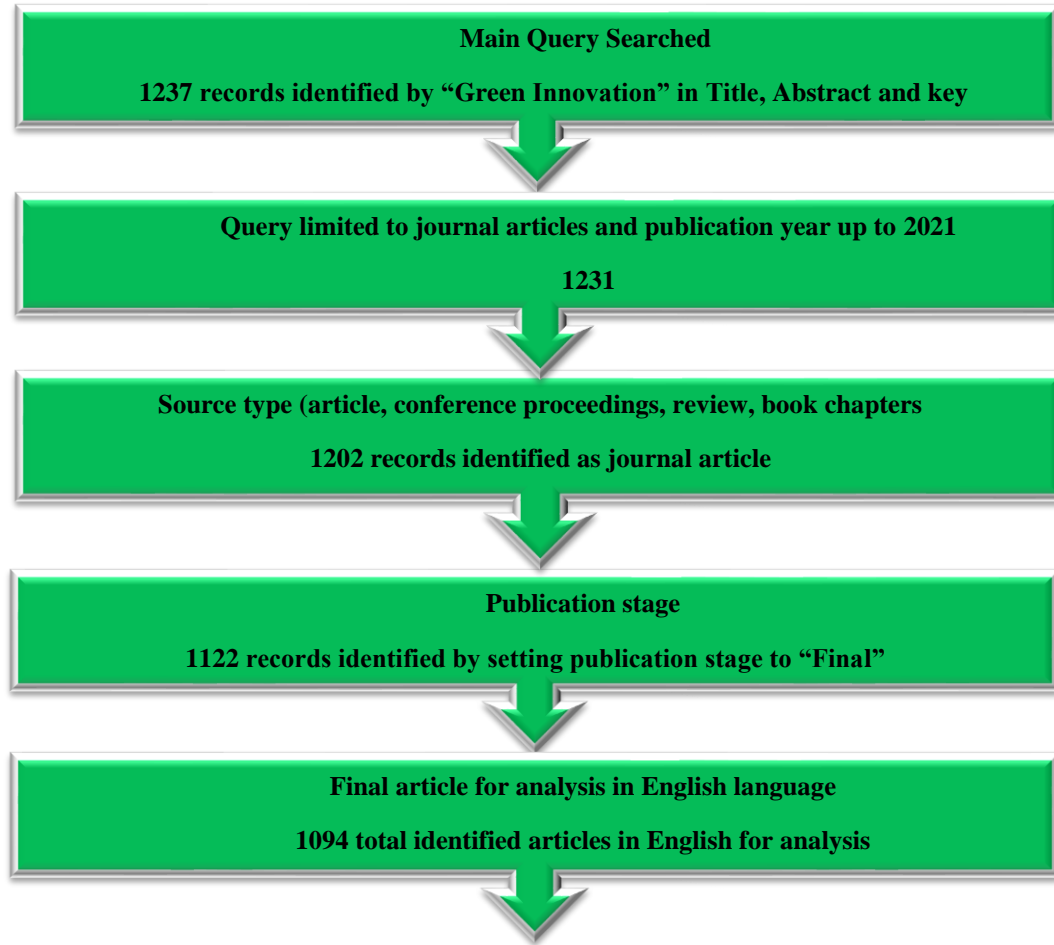 Main Query Searched
1237 records identified by “Green Innovation” in Title, Abstract and key
Query limited to journal articles and publication year up to 2021
1231
Source type (article, conference proceedings, review, book chapters
1202 records identified as journal article
Publication stage
1122 records identified by setting publication stage to “Final”
Final article for analysis in English language
1094 total identified articles in English for analysis